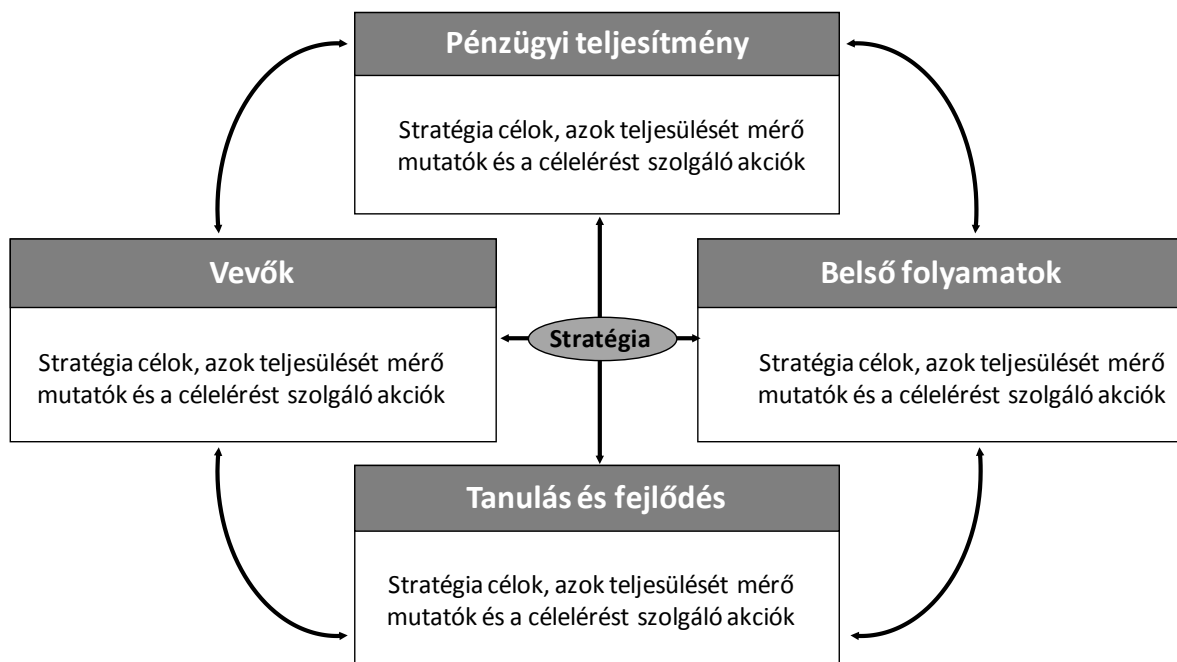 Pénzügyi teljesítmény
Stratégia célok, azok teljesülését mérő
mutatók és a célelérést szolgáló akciók
Vevők
Stratégia célok, azok teljesülését mérő
mutatók és a célelérést szolgáló akciók
Stratégia
Belső folyamatok
Stratégia célok, azok teljesülését mérő
mutatók és a célelérést szolgáló akciók
Tanulás és fejlődés
Stratégia célok, azok teljesülését mérő
mutatók és a célelérést szolgáló akciók